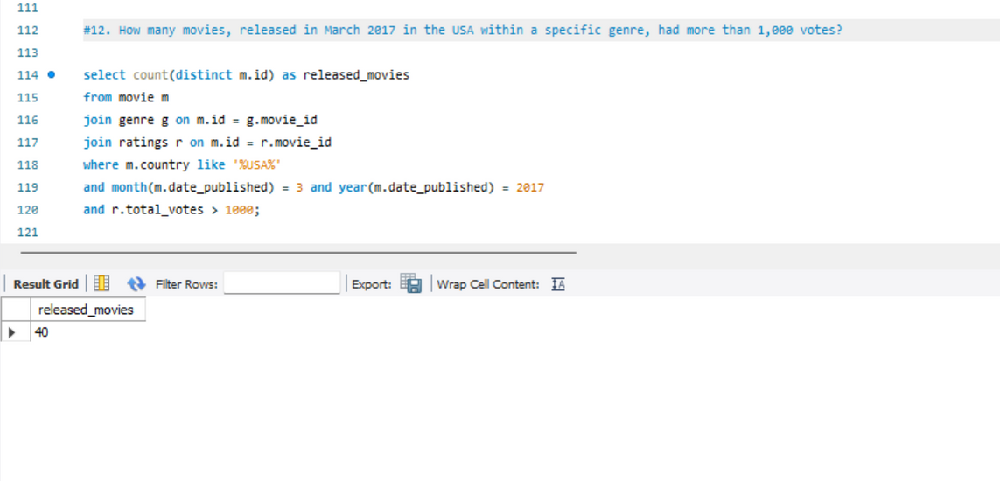 111
112 #12. How many movies, released in March 2017 in the USA within a specific genre, had more than 1,000 votes?
113
114 select count(distinct m.id) as released_movies
115 from movie m
116 join genre g on m.id = g.movie_id
117 join ratings r on m.id = r.movie_id
118 where m.country like '%USA%'
119 and month(m.date_published) = 3 and year(m.date_published) = 2017
120 and r.total_votes > 1000;
121
Result Grid Filter Rows: Export: Wrap Cell Content: IA
released_movies
40